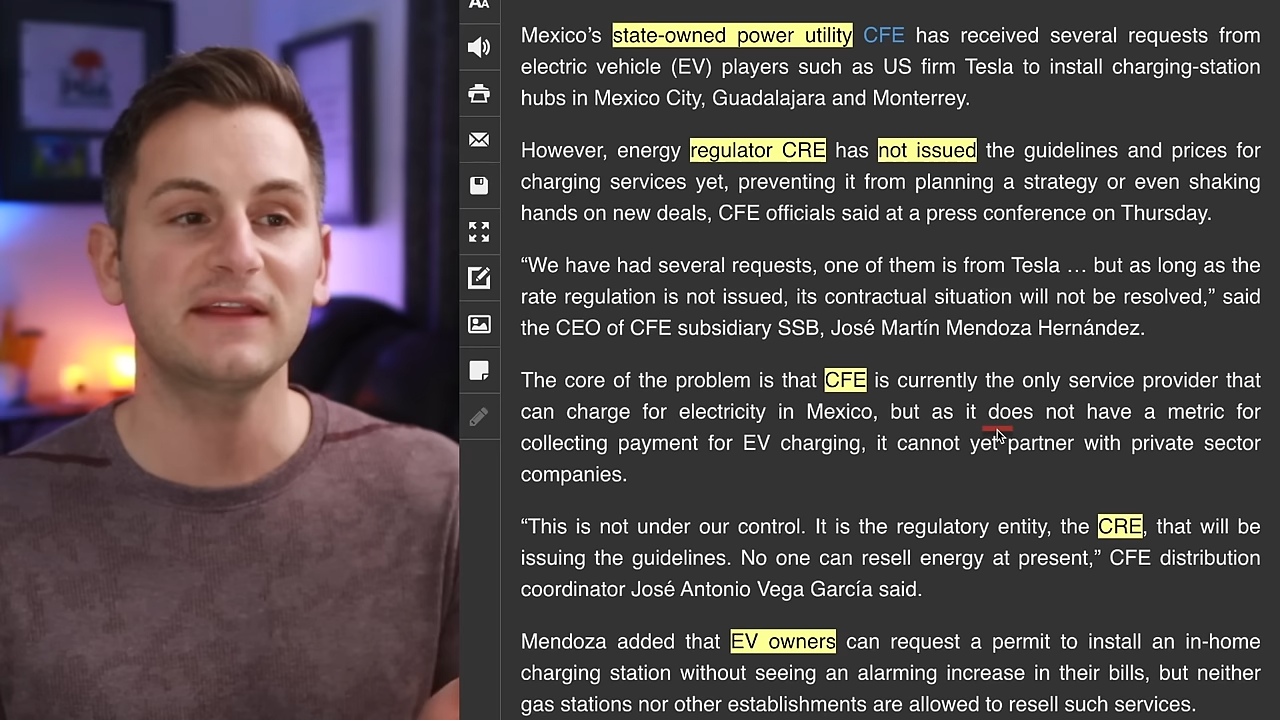 AA
Mexico’s state-owned power utility CFE has received several requests from
electric vehicle (EV) players such as US firm Tesla to install charging-station
hubs in Mexico City, Guadalajara and Monterrey.
However, energy regulator CRE has not issued the guidelines and prices for
charging services yet, preventing it from planning a strategy or even shaking
hands on new deals, CFE officials said at a press conference on Thursday.
“We have had several requests, one of them is from Tesla … but as long as the
rate regulation is not issued, its contractual situation will not be resolved,” said
the CEO of CFE subsidiary SSB, José Martín Mendoza Hernández.
The core of the problem is that CFE is currently the only service provider that
can charge for electricity in Mexico, but as it does not have a metric for
collecting payment for EV charging, it cannot yet partner with private sector
companies.
“This is not under our control. It is the regulatory entity, the CRE, that will be
issuing the guidelines. No one can resell energy at present,” CFE distribution
coordinator José Antonio Vega García said.
Mendoza added that EV owners can request a permit to install an in-home
charging station without seeing an alarming increase in their bills, but neither
gas stations nor other establishments are allowed to resell such services.